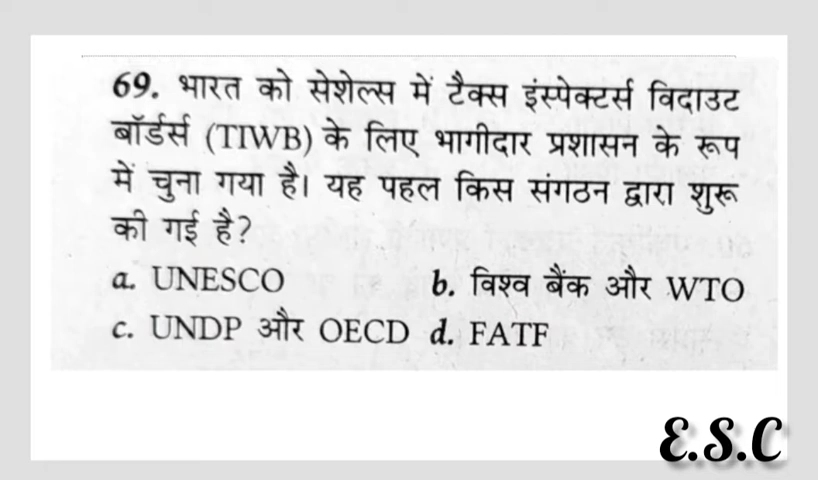 69. भारत को सेशेल्स में टैक्स इंस्पेक्टर्स विदाउट
बॉर्डर्स (TIWB) के लिए भागीदार प्रशासन के रूप
में चुना गया है। यह पहल किस संगठन द्वारा शुरू
की गई है?
a. UNESCO b. विश्व बैंक और WTO
c. UNDP और OECD d. FATF
E.S.C